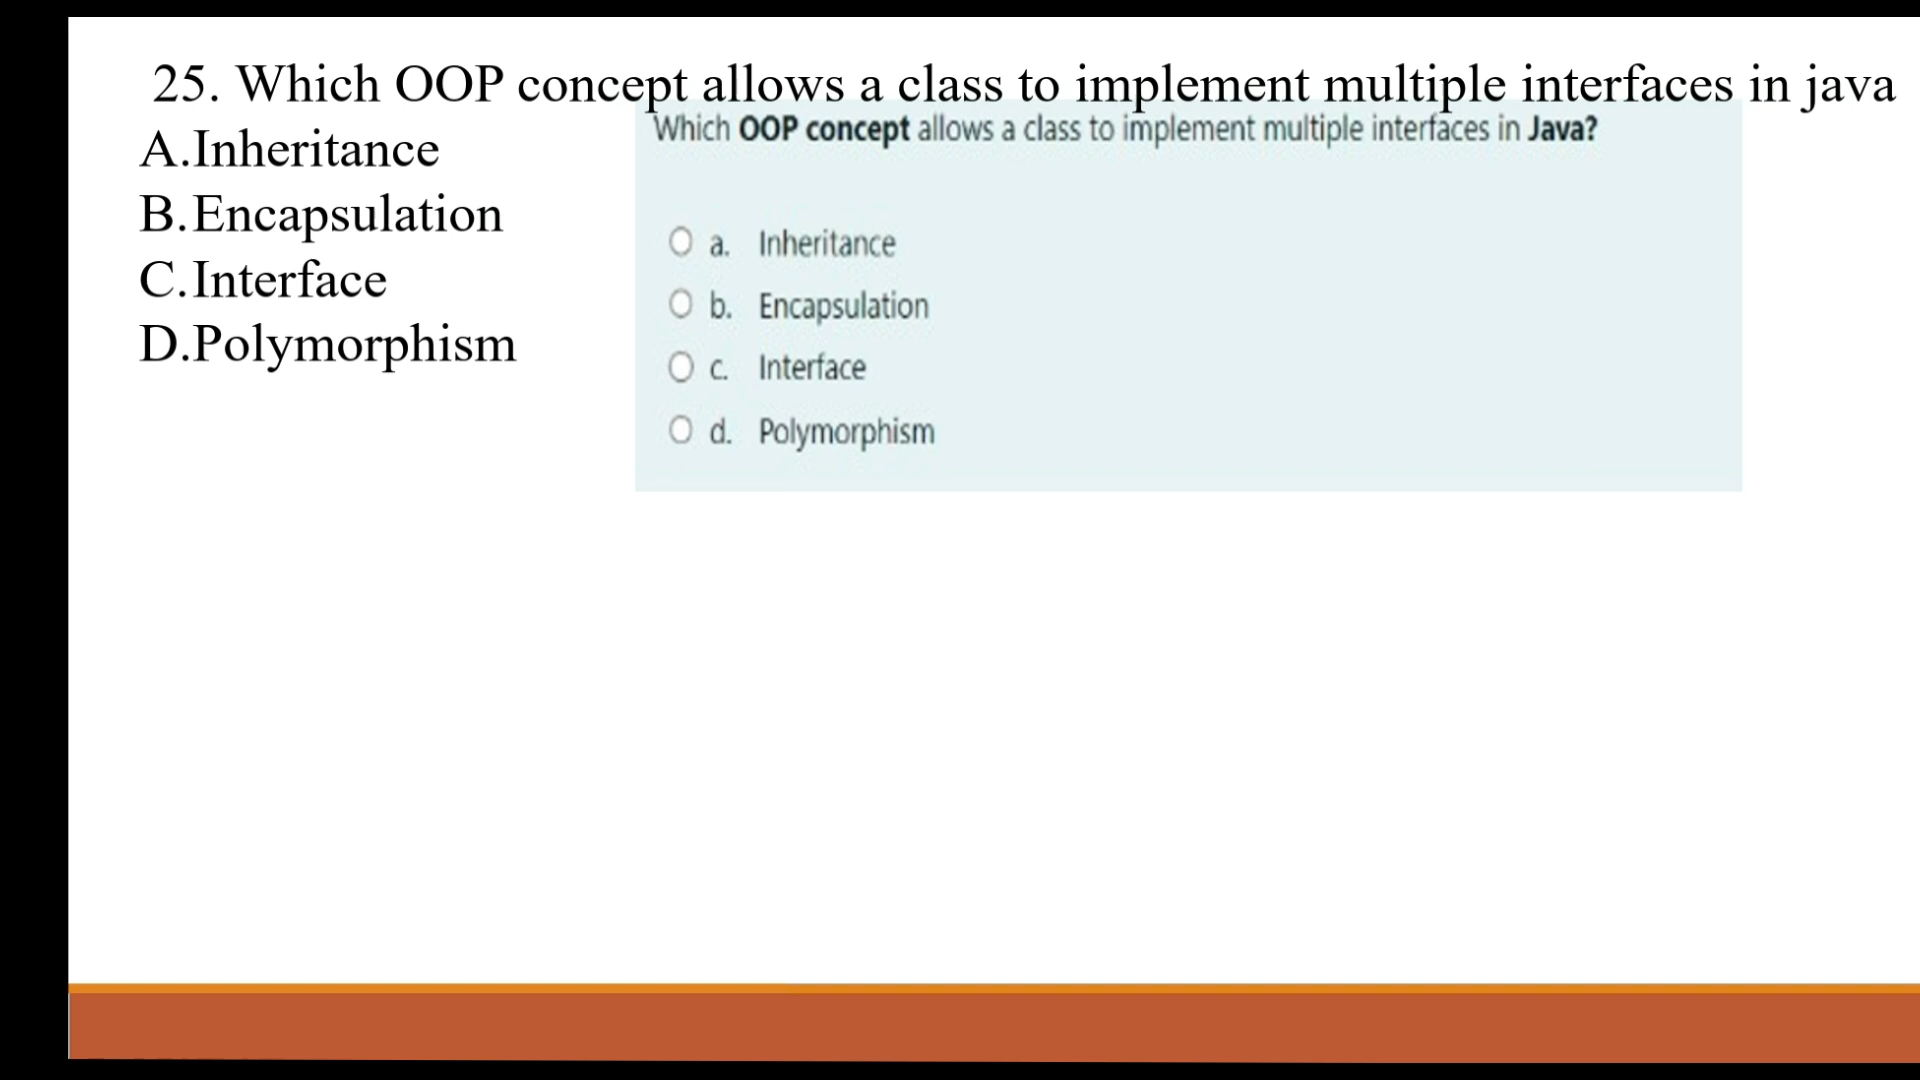 25. Which OOP concept allows a class to implement multiple interfaces in java
A.Inheritance
B.Encapsulation
C.Interface
D.Polymorphism
Which OOP concept allows a class to implement multiple interfaces in Java?
a. Inheritance
b. Encapsulation
c. Interface
d. Polymorphism